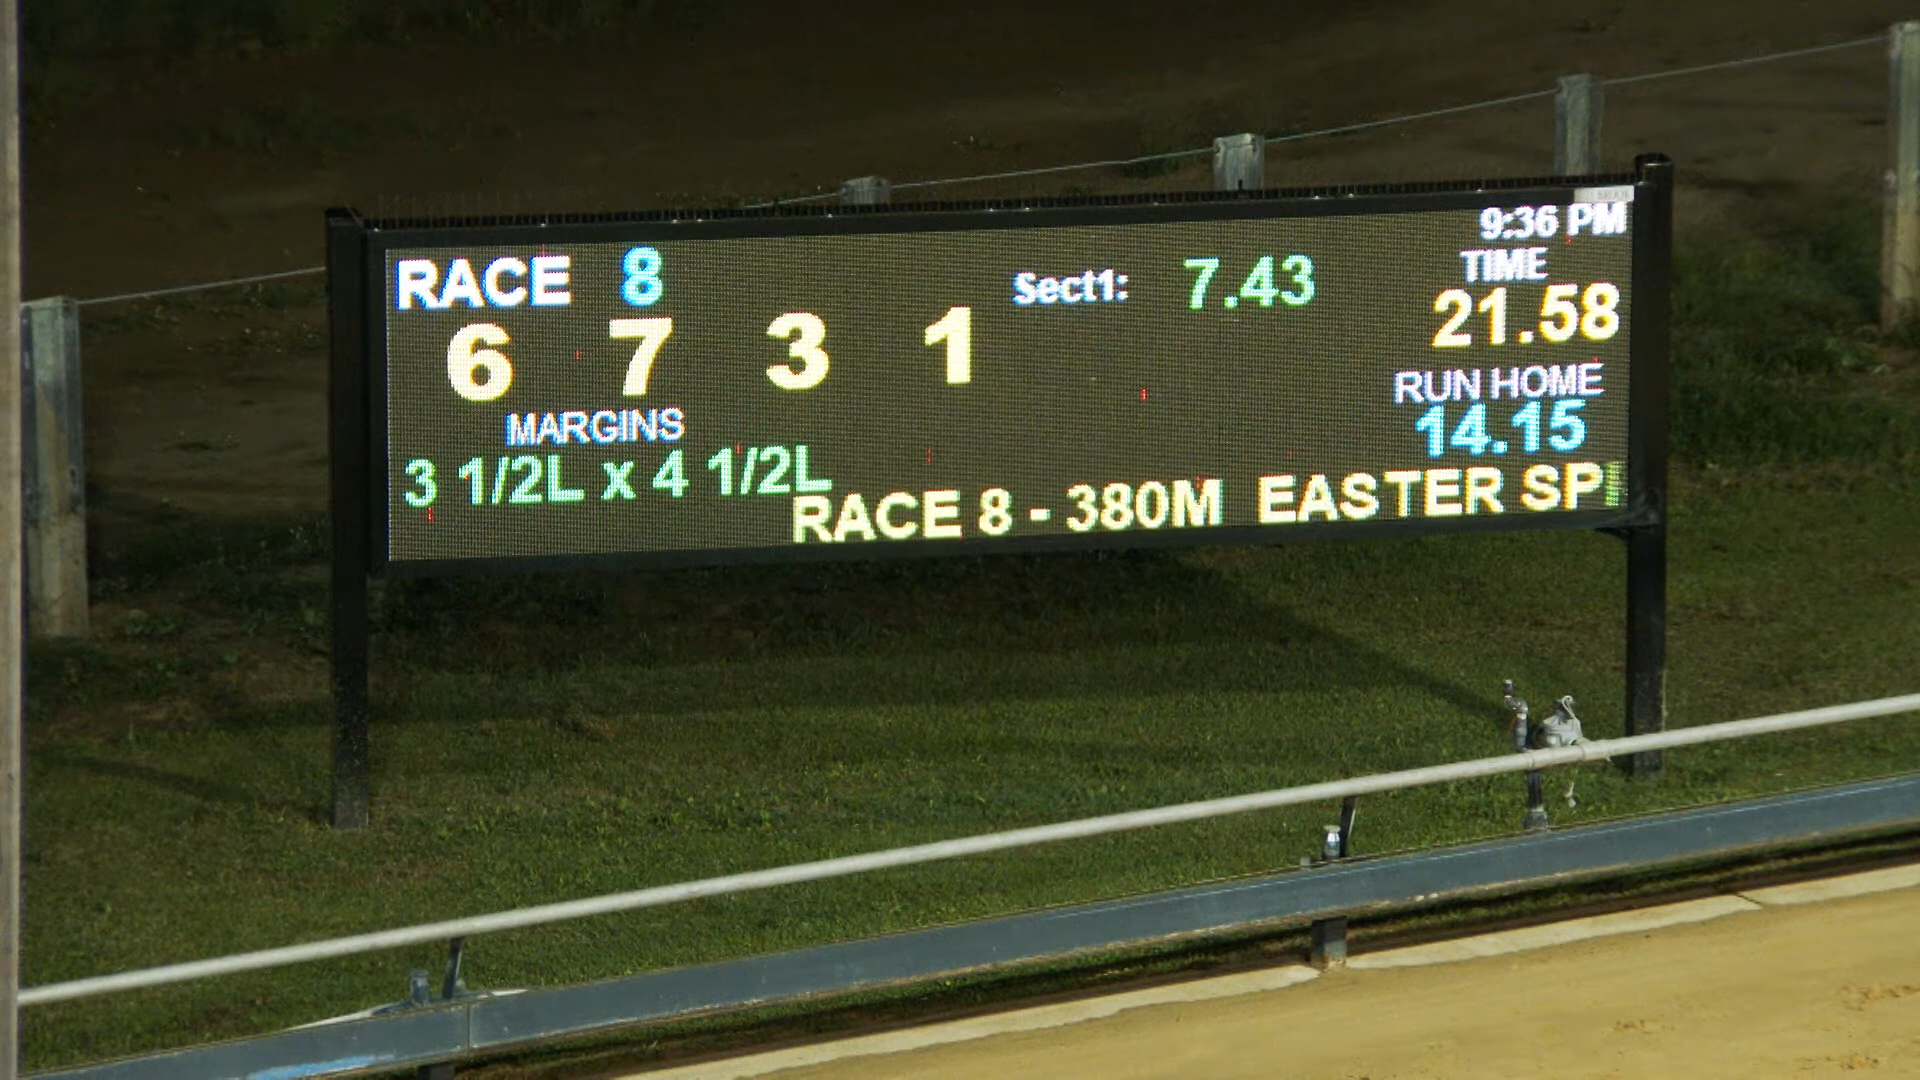 9:36 PM
RACE 8
Sect1: 7.43
TIME
21.58
6 7 3 1
RUN HOME
14.15
MARGINS
3 1/2L x 4 1/2L
RACE 8 - 380M EASTER SP